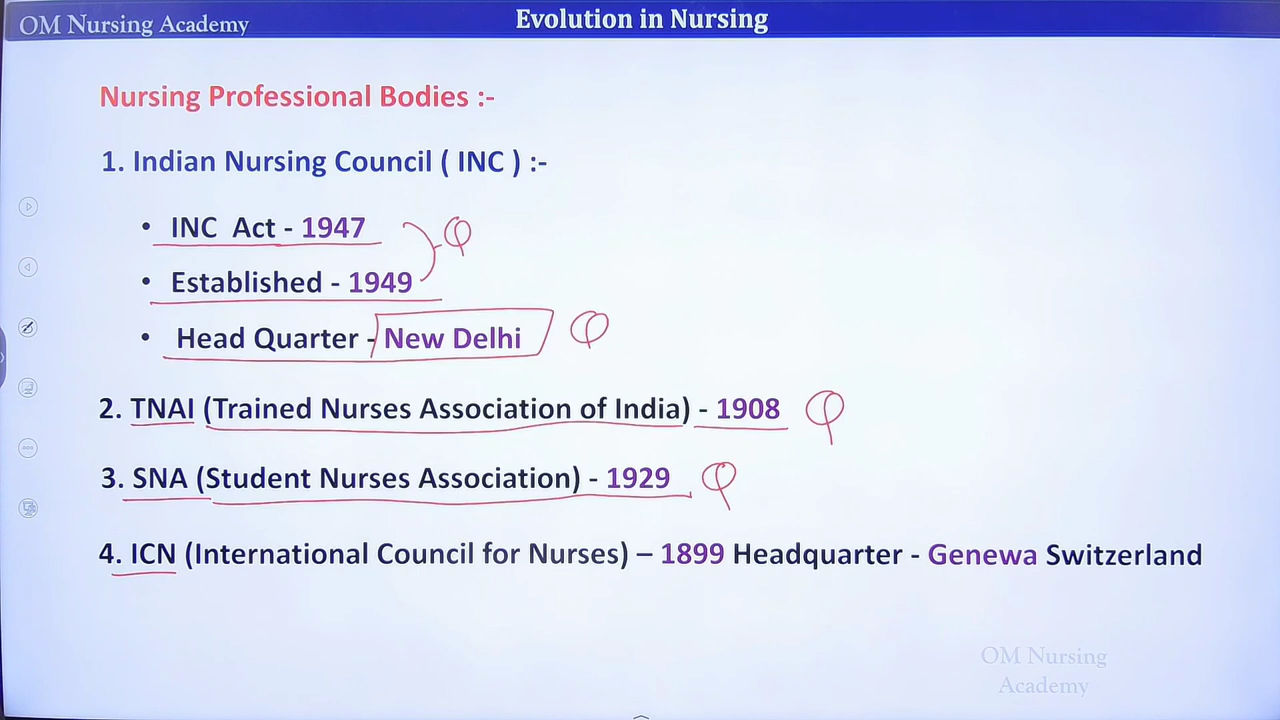 OM Nursing Academy
Evolution in Nursing
Nursing Professional Bodies :-
1. Indian Nursing Council ( INC ) :-
• INC Act - 1947
• Established - 1949
• Head Quarter - New Delhi
2. TNAI (Trained Nurses Association of India) - 1908
3. SNA (Student Nurses Association) - 1929
4. ICN (International Council for Nurses) – 1899 Headquarter - Genewa Switzerland
OM Nursing
Academy